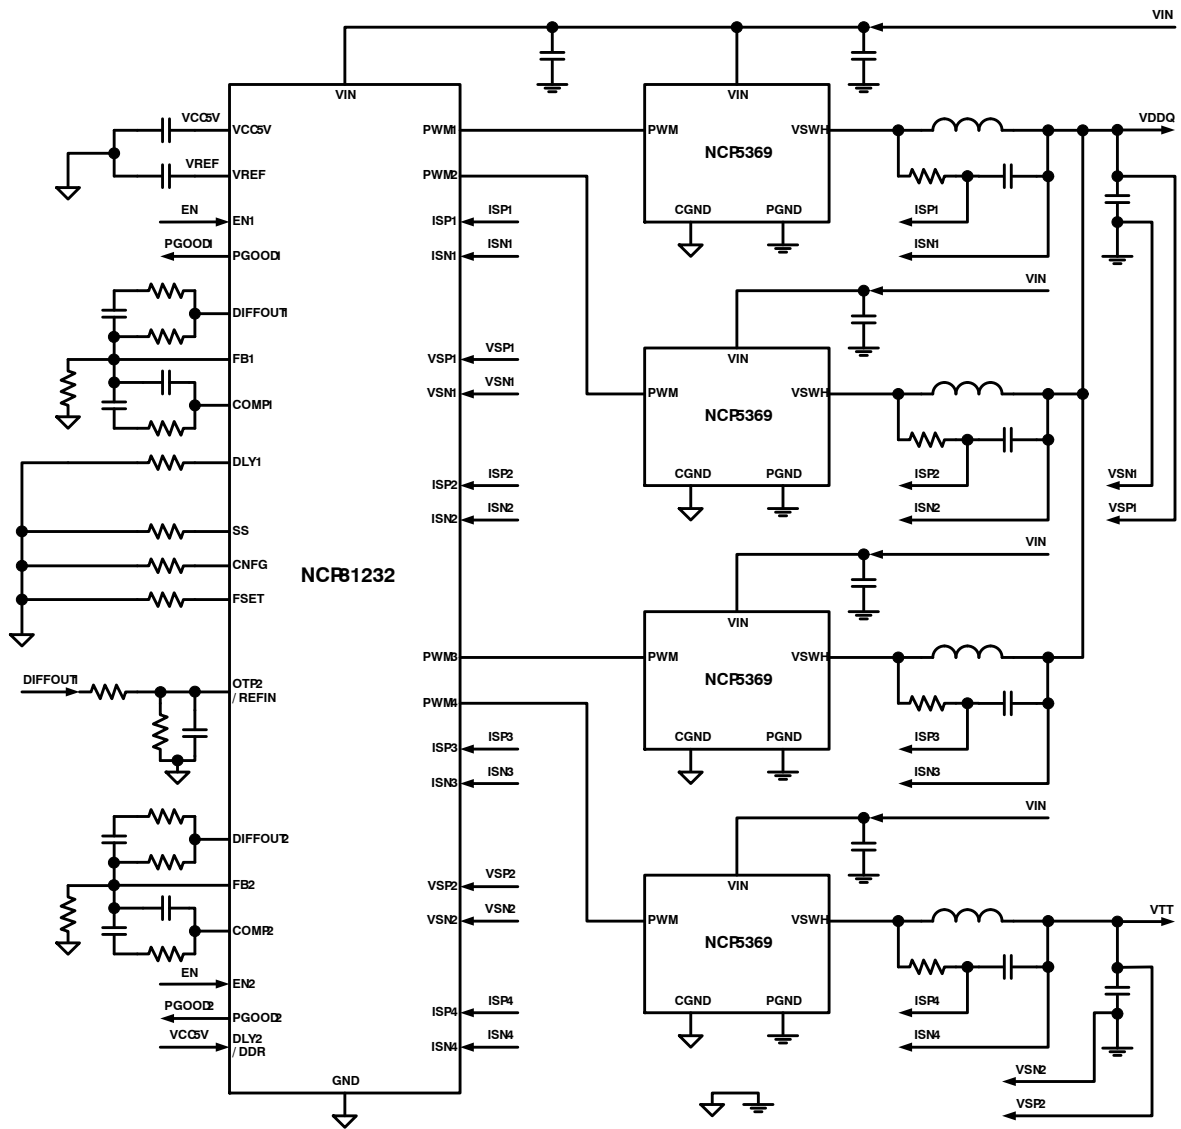 VIN
VIN
VIN
VCC5V
VCC5V
PWM1
PWM
VSWH
VDDQ
NCP5369
VREF
VREF
PWM2
EN
EN1
ISP1
ISP1
CGND
PGND
ISP1
PGOOD1
PGOOD1
ISN1
ISN1
ISN1
VIN
DIFFOUT1
FB1
VSP1
VSP1
VIN
VSN1
VSN1
PWM
VSWH
COMP1
NCP5369
DLY1
ISP2
ISP2
CGND
PGND
ISP2
VSN1
ISN2
ISN2
ISN2
VSP1
SS
VIN
CNFG
NCP81232
FSET
VIN
PWM3
PWM
VSWH
DIFFOUT1
OTP2
/ REFIN
NCP5369
PWM4
ISP3
ISP3
CGND
PGND
ISP3
ISN3
ISN3
ISN3
VIN
DIFFOUT2
FB2
VSP2
VSP2
VIN
VSN2
VSN2
PWM
VSWH
VTT
COMP2
NCP5369
EN
EN2
PGOOD2
PGOOD2
ISP4
ISP4
CGND
PGND
ISP4
VCC5V
DLY2
/ DDR
ISN4
ISN4
ISN4
GND
VSN2
VSP2